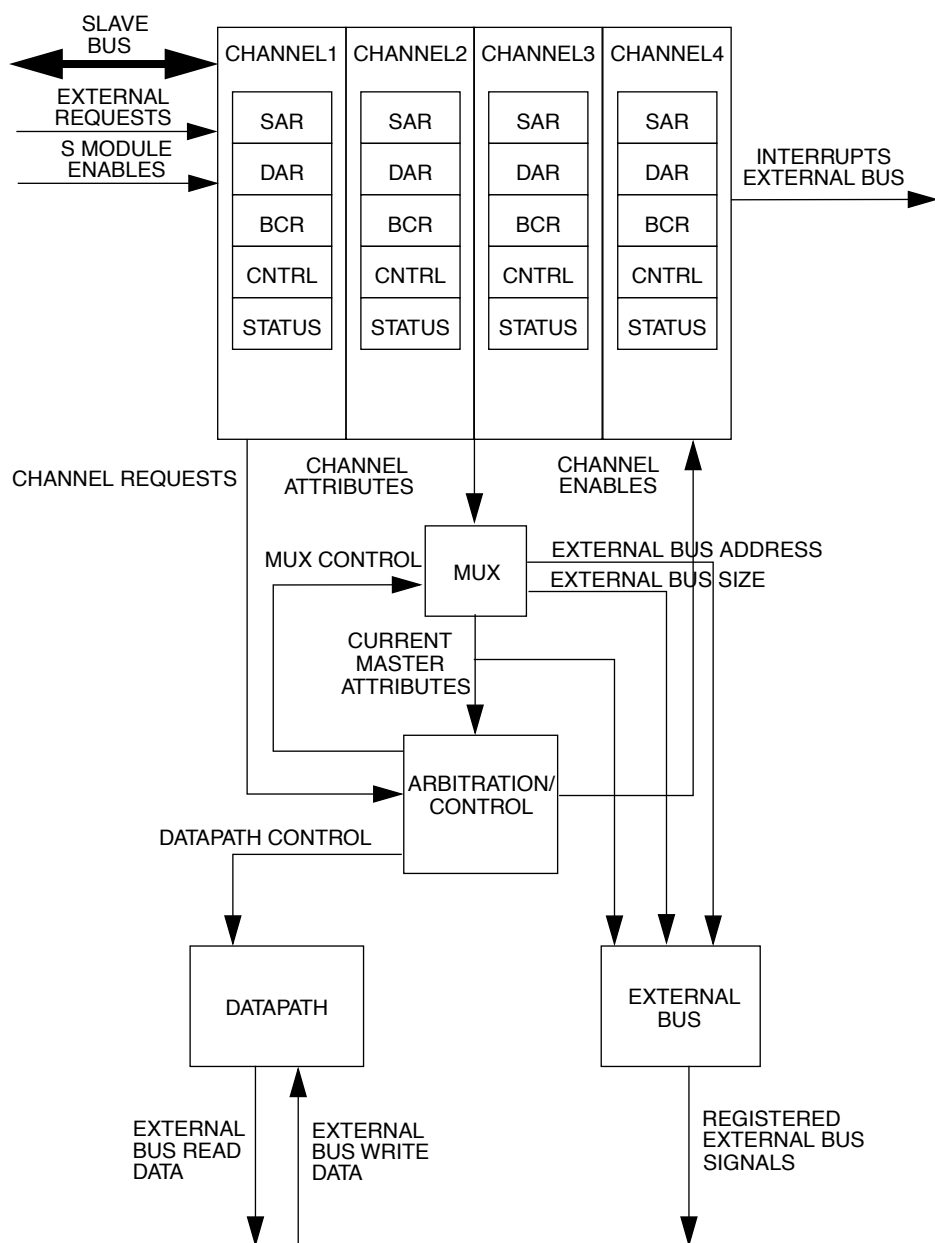 SLAVE
BUS
CHANNEL1
CHANNEL2
CHANNEL3
CHANNEL4
EXTERNAL
REQUESTS
S MODULE
ENABLES
SAR
SAR
SAR
SAR
DAR
DAR
DAR
DAR
BCR
BCR
BCR
BCR
CNTRL
CNTRL
CNTRL
CNTRL
STATUS
STATUS
STATUS
STATUS
INTERRUPTS
EXTERNAL BUS
CHANNEL REQUESTS
CHANNEL
ATTRIBUTES
CHANNEL
ENABLES
MUX CONTROL
MUX
EXTERNAL BUS ADDRESS
EXTERNAL BUS SIZE
CURRENT
MASTER
ATTRIBUTES
ARBITRATION/
CONTROL
DATAPATH CONTROL
DATAPATH
EXTERNAL
BUS
EXTERNAL
BUS READ
DATA
EXTERNAL
BUS WRITE
DATA
REGISTERED
EXTERNAL BUS
SIGNALS